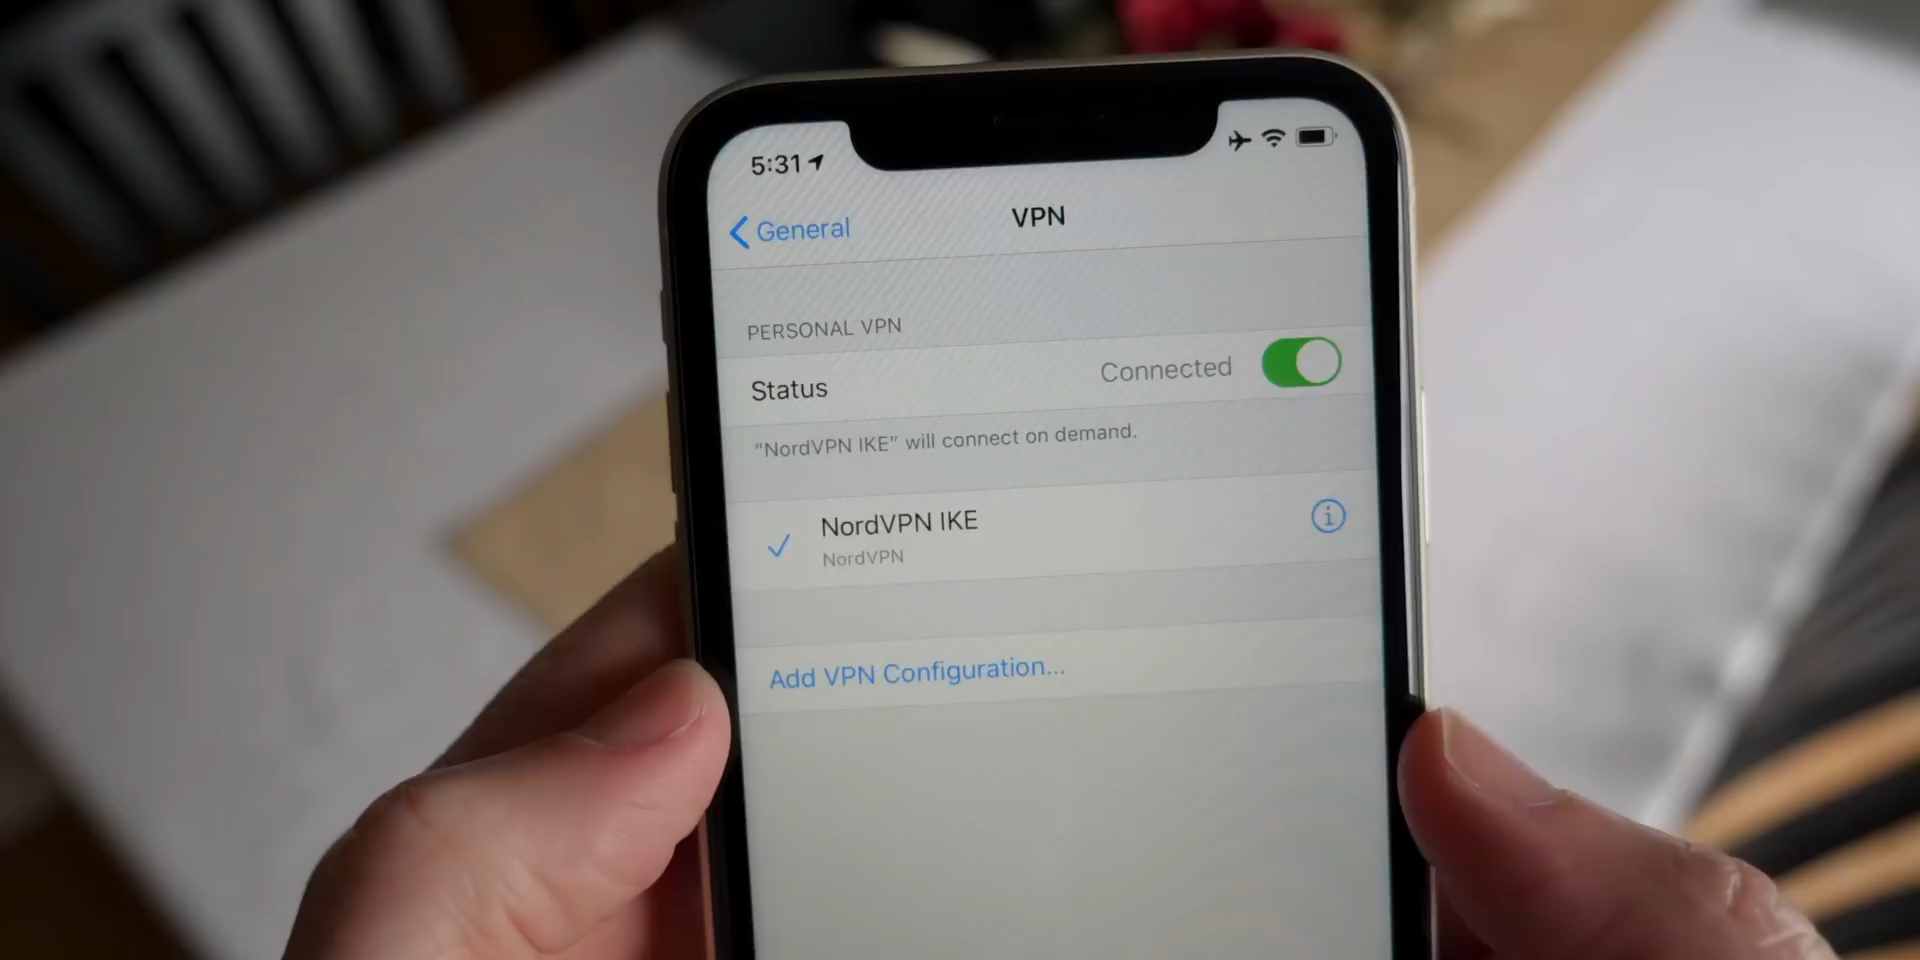 5:31
General
VPN
PERSONAL VPN
Status
Connected
“NordVPN IKE” will connect on demand.
NordVPN IKE
NordVPN
Add VPN Configuration...